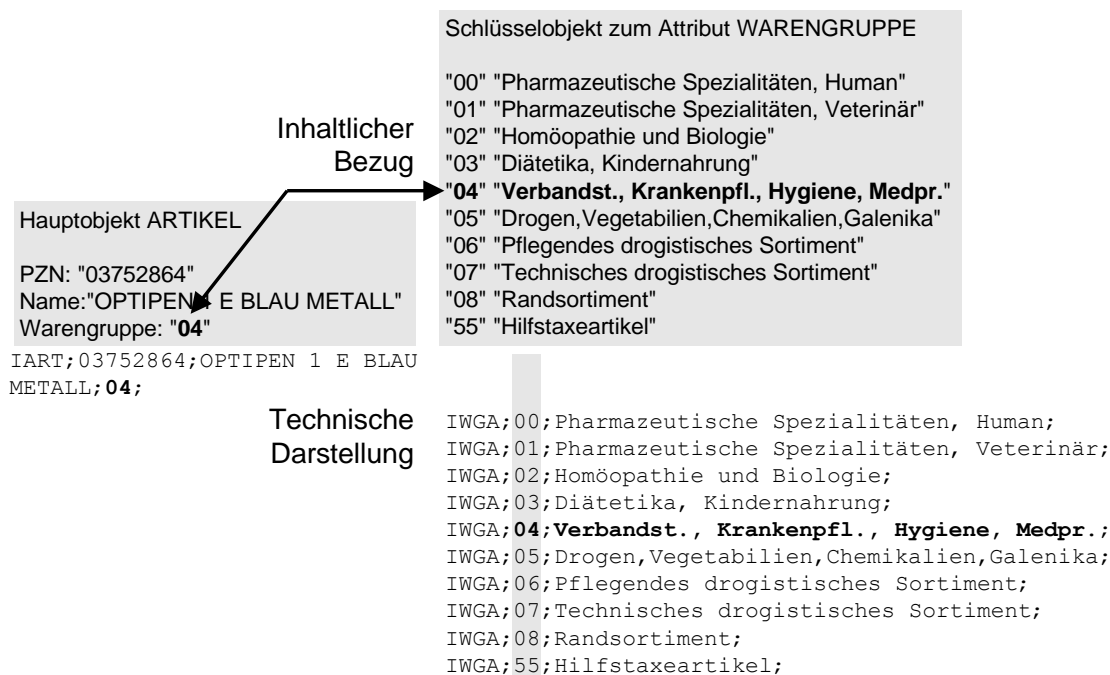 Schlüsselobjekt zum Attribut WARENGRUPPE
"00" "Pharmazeutische Spezialitäten, Human"
"01" "Pharmazeutische Spezialitäten, Veterinär"
"02" "Homöopathie und Biologie"
"03" "Diätetika, Kindernahrung"
"04" "Verbandst., Krankenpfl., Hygiene, Medpr."
"05" "Drogen,Vegetabilien,Chemikalien,Galenika"
"06" "Pflegendes drogistisches Sortiment"
"07" "Technisches drogistisches Sortiment"
"08" "Randsortiment"
"55" "Hilfstaxeartikel"
Inhaltlicher
Bezug
Hauptobjekt ARTIKEL
PZN: "03752864"
Name:"OPTIPEN 1 E BLAU METALL"
Warengruppe: "04"
IART;03752864;OPTIPEN 1 E BLAU
METALL;04;
Technische
Darstellung
IWGA;00;Pharmazeutische Spezialitäten, Human;
IWGA;01;Pharmazeutische Spezialitäten, Veterinär;
IWGA;02;Homöopathie und Biologie;
IWGA;03;Diätetika, Kindernahrung;
IWGA;04;Verbandst., Krankenpfl., Hygiene, Medpr.;
IWGA;05;Drogen,Vegetabilien,Chemikalien,Galenika;
IWGA;06;Pflegendes drogistisches Sortiment;
IWGA;07;Technisches drogistisches Sortiment;
IWGA;08;Randsortiment;
IWGA;55;Hilfstaxeartikel;